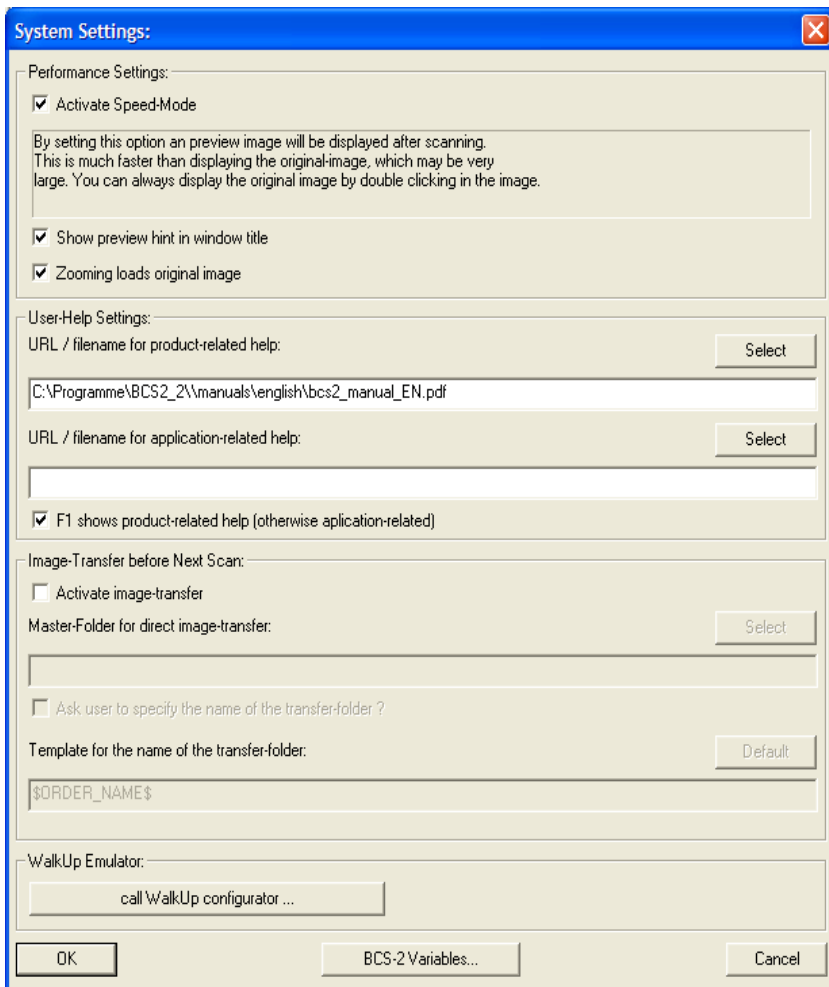 System Settings:
Performance Settings:
Activate Speed-Mode
By setting this option an preview image will be displayed after scanning.
This is much faster than displaying the original-image, which may be very
large. You can always display the original image by double clicking in the image.
Show preview hint in window title
Zooming loads original image
User-Help Settings:
URL / filename for product-related help:
Select
C:\Programme\BCS2_2\\manuals\english\bcs2_manual_EN.pdf
URL / filename for application-related help:
Select
F1 shows product-related help (otherwise aplication-related)
Image-Transfer before Next Scan:
Activate image-transfer
Master-Folder for direct image-transfer:
Select
Ask user to specify the name of the transfer-folder ?
Template for the name of the transfer-folder:
Default
$ORDER_NAME$
WalkUp Emulator:
call WalkUp configurator ...
OK
BCS-2 Variables...
Cancel